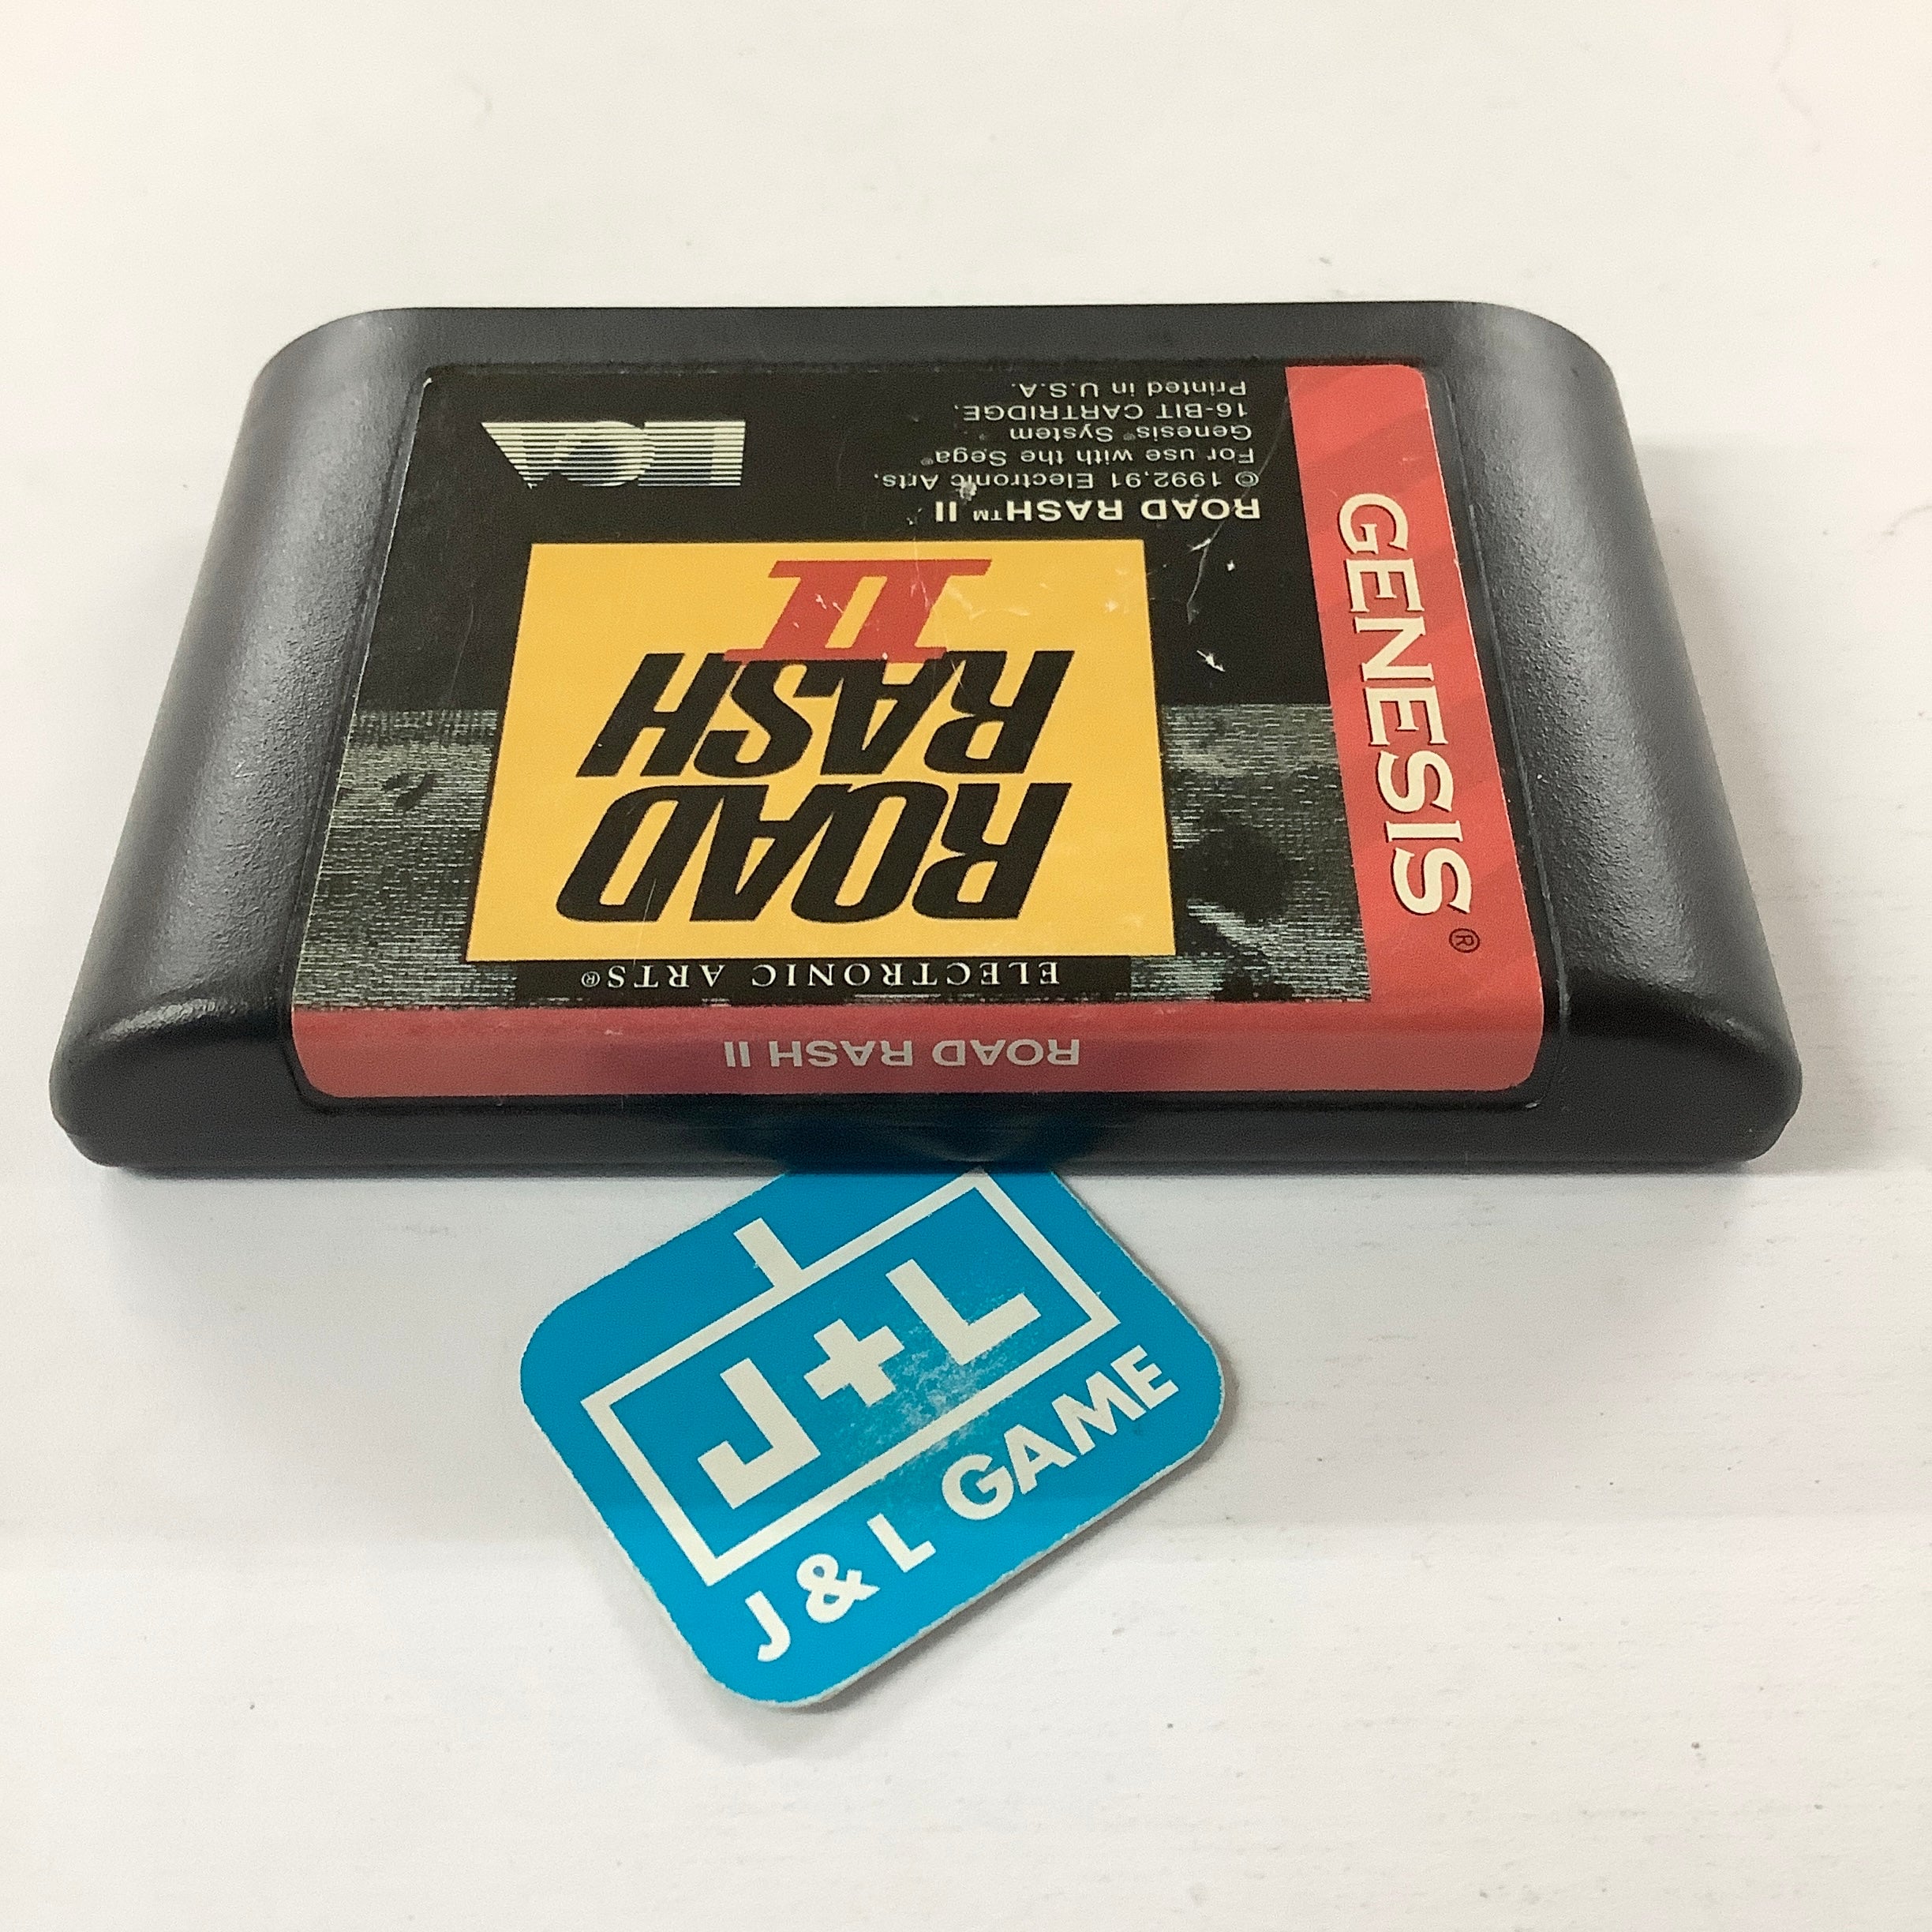 ROAD RASH II
ELECTRONIC ARTS®
ROAD
RASH
II
ROAD RASH™ II
© 1992,91 Electronic Arts.
For use with the Sega®
Genesis® System
16-BIT CARTRIDGE.
Printed in U.S.A.
EA
GENESIS®
J+L
J & L GAME